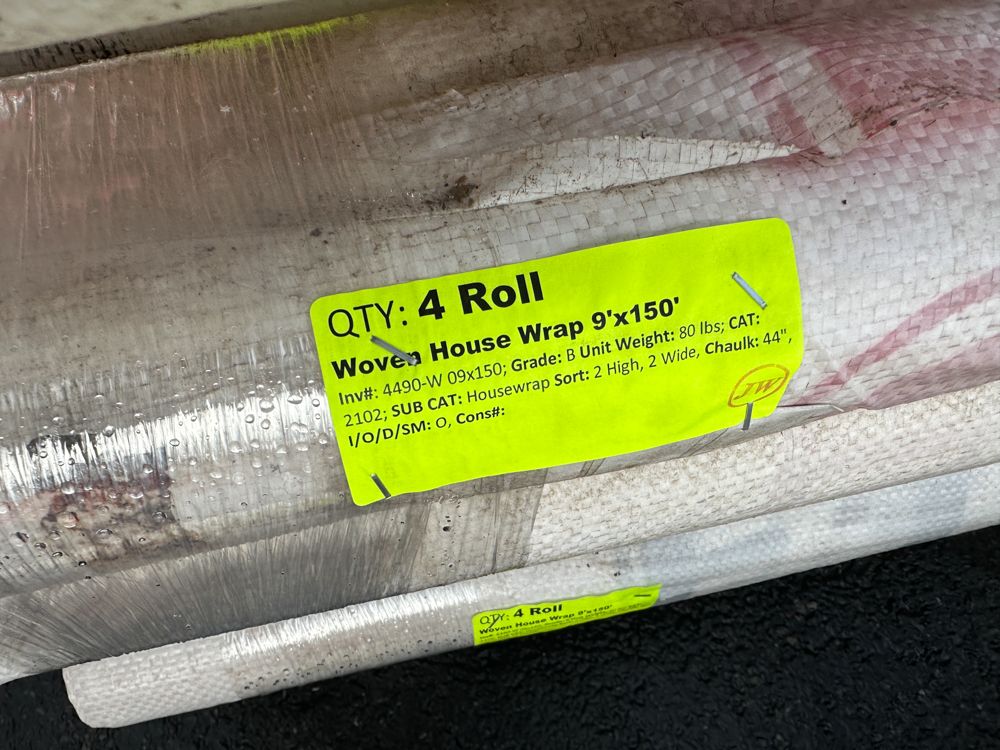 QTY: 4 Roll
Woven House Wrap 9'x150'
Inv#: 4490-W 09x150; Grade: B Unit Weight: 80 lbs; CAT:
2102; SUB CAT: Housewrap Sort: 2 High, 2 Wide, Chaulk: 44",
I/O/D/SM: O, Cons#:
JW
QTY: 4 Roll
Woven House Wrap 9'x150'